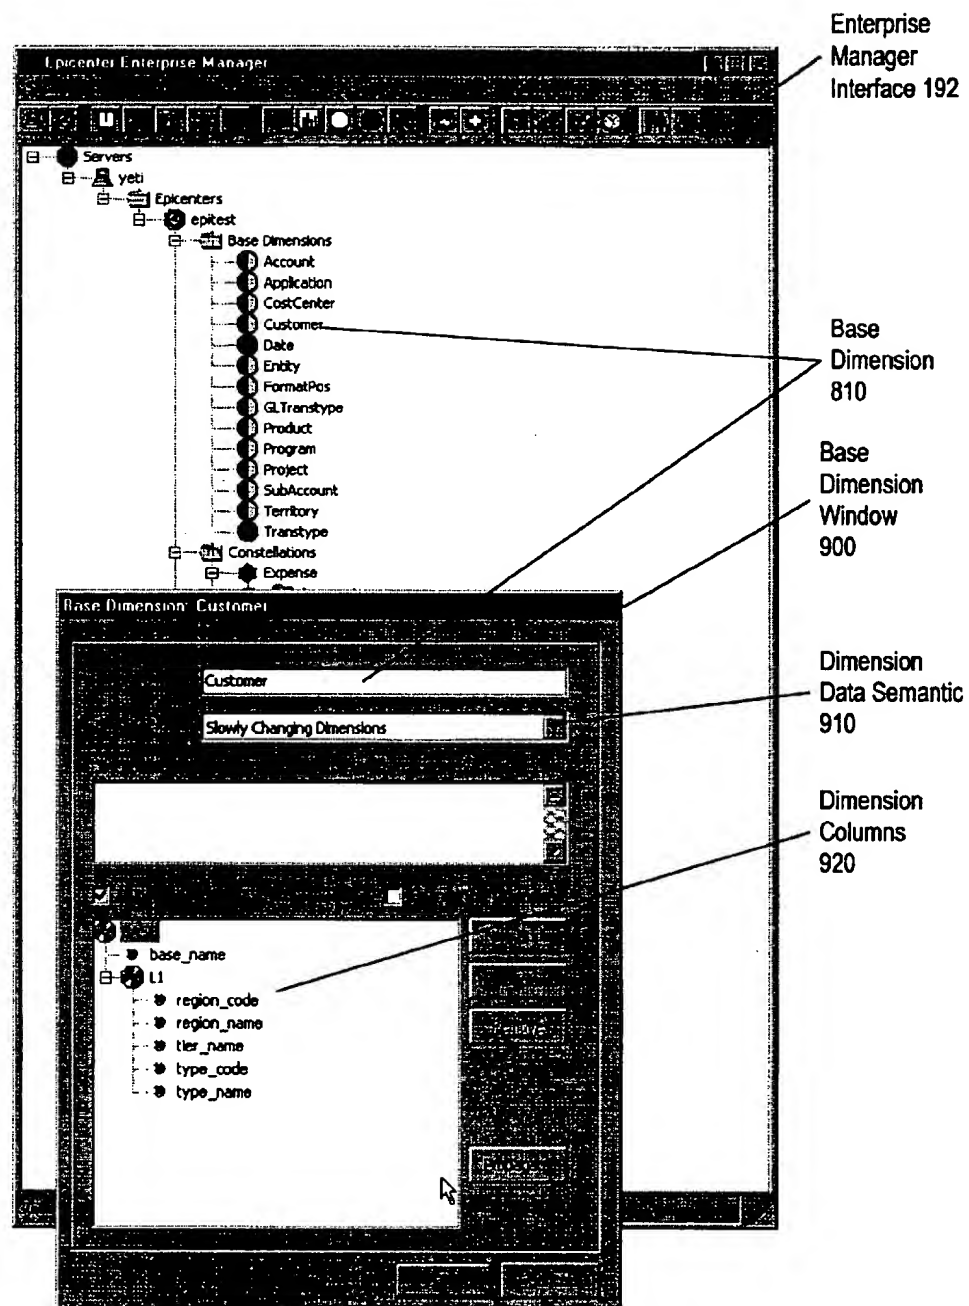 Enterprise
Manager
Interface 192
Epicenter Enterprise Manager
Servers
yeti
Epicenters
epitest
Base Dimensions
Account
Application
CostCenter
Customer
Date
Entity
FormatPos
GLTranstype
Product
Program
Project
SubAccount
Territory
Transtype
Constellations
Expense
Base
Dimension
810
Base
Dimension
Window
900
Base Dimension: Customer
Customer
Slowly Changing Dimensions
Dimension
Data Semantic
910
Dimension
Columns
920
base_name
L1
region_code
region_name
tier_name
type_code
type_name